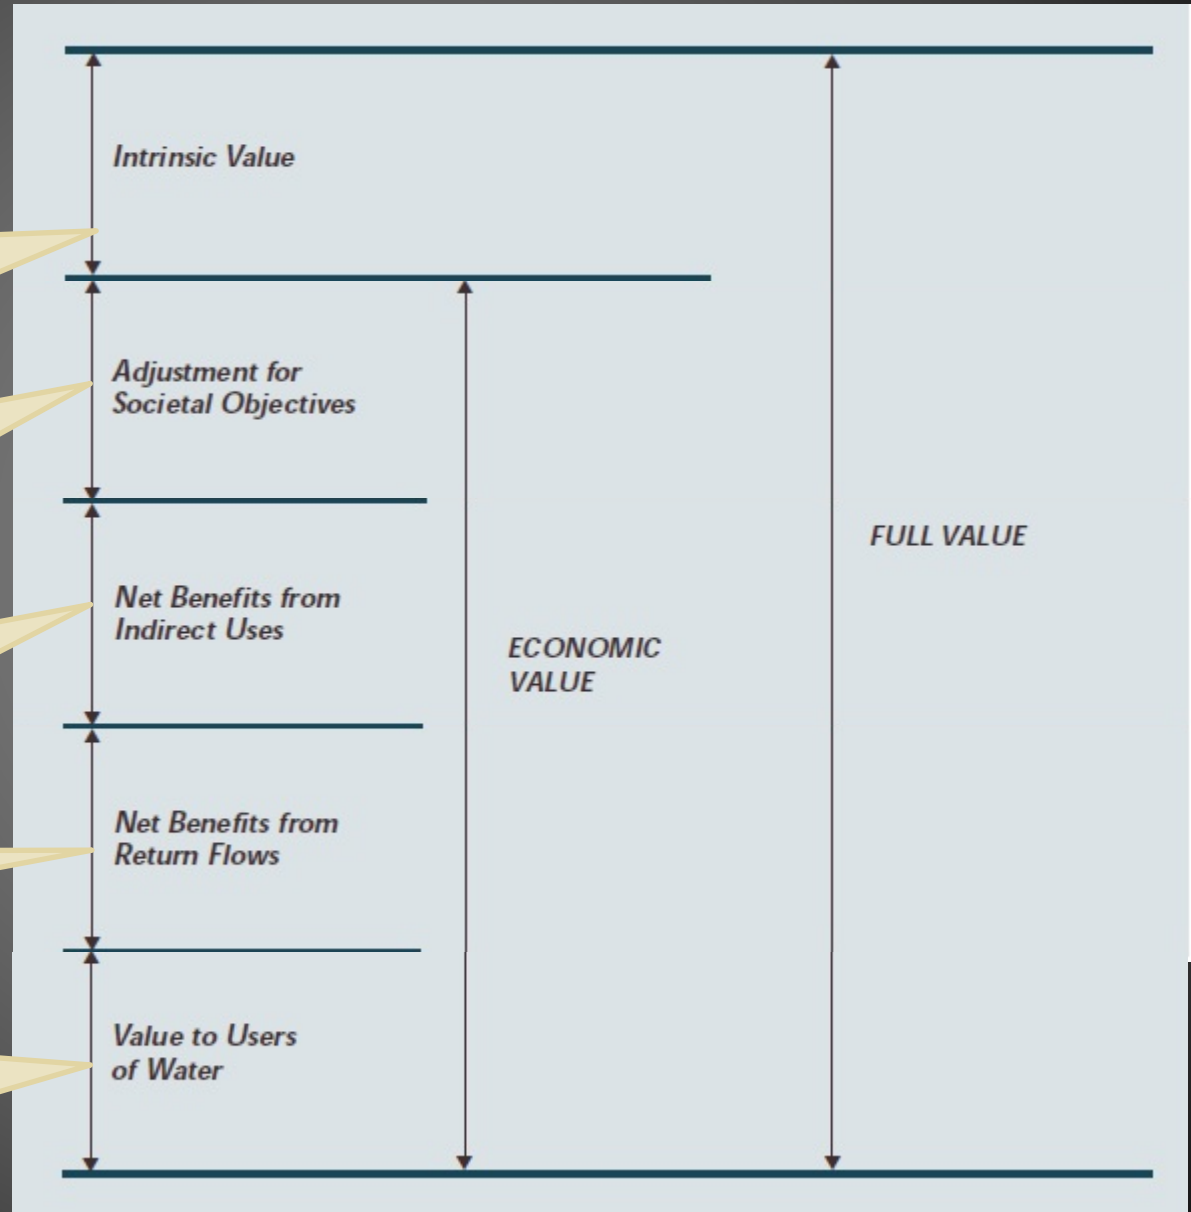 Intrinsic Value
Adjustment for
Societal Objectives
Net Benefits from
Indirect Uses
FULL VALUE
ECONOMIC
VALUE
Net Benefits from
Return Flows
Value to Users
of Water